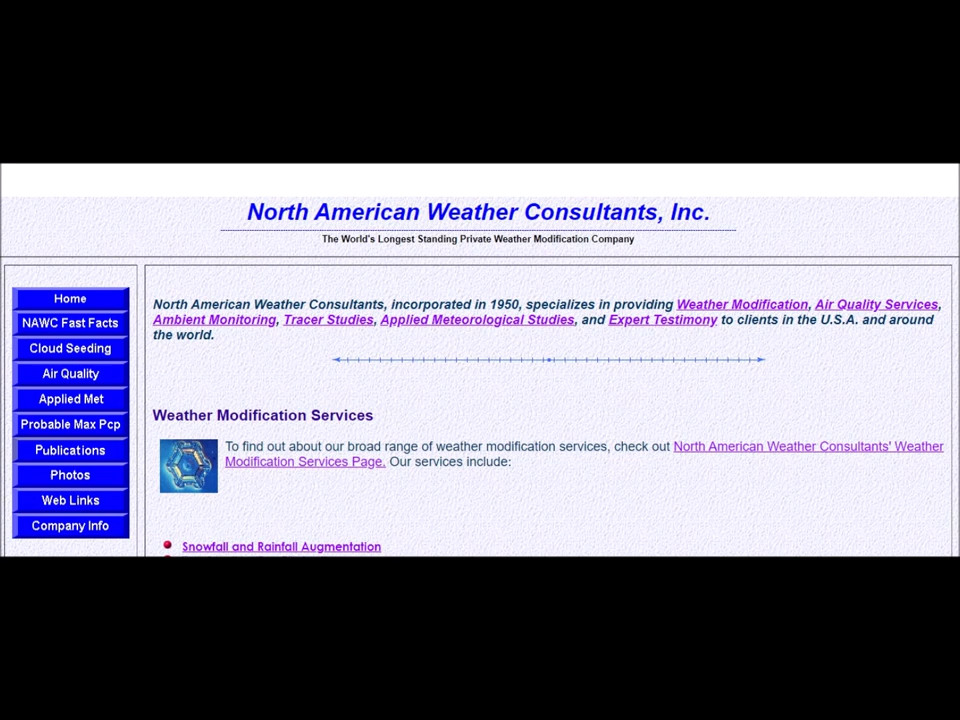 North American Weather Consultants, Inc.
The World's Longest Standing Private Weather Modification Company
Home
NAWC Fast Facts
Cloud Seeding
Air Quality
Applied Met
Probable Max Pcp
Publications
Photos
Web Links
Company Info
North American Weather Consultants, incorporated in 1950, specializes in providing Weather Modification, Air Quality Services,
Ambient Monitoring, Tracer Studies, Applied Meteorological Studies, and Expert Testimony to clients in the U.S.A. and around
the world.
Weather Modification Services
To find out about our broad range of weather modification services, check out North American Weather Consultants' Weather
Modification Services Page. Our services include:
Snowfall and Rainfall Augmentation